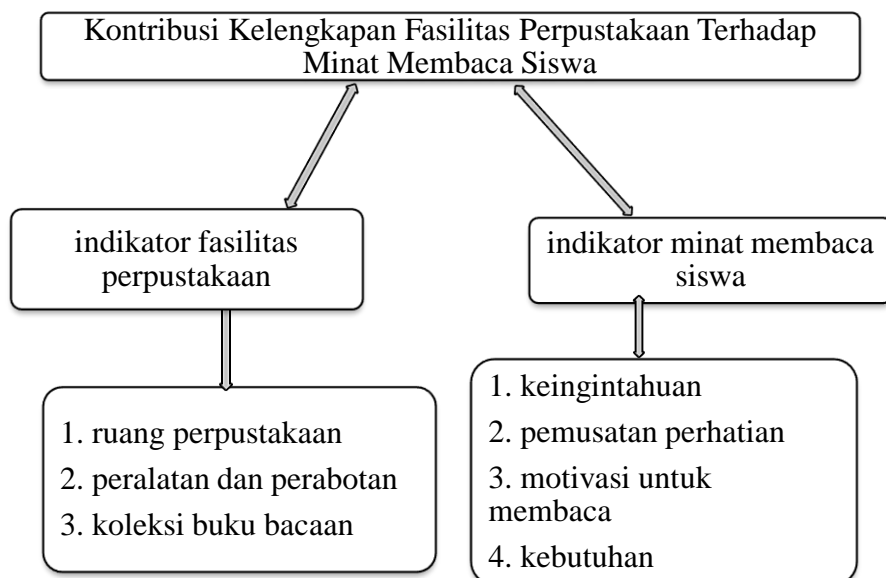 Kontribusi Kelengkapan Fasilitas Perpustakaan Terhadap
Minat Membaca Siswa
indikator fasilitas
perpustakaan
indikator minat membaca
siswa
1. ruang perpustakaan
2. peralatan dan perabotan
3. koleksi buku bacaan
1. keingintahuan
2. pemusatan perhatian
3. motivasi untuk
membaca
4. kebutuhan